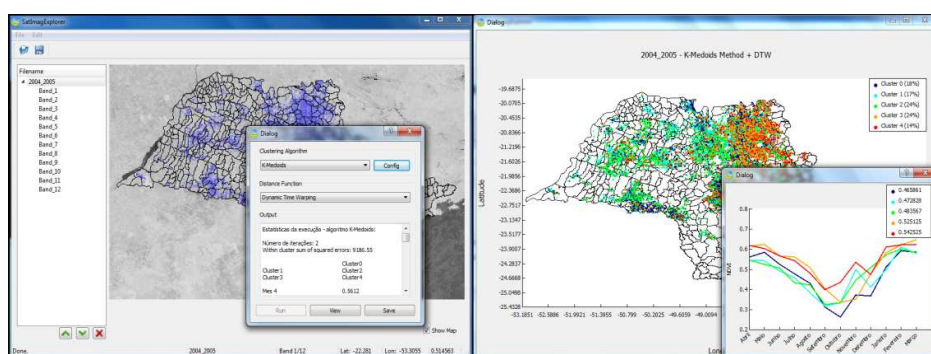 SatImagExplorer
File Edit
Filename
2004_2005
Band_1
Band_2
Band_3
Band_4
Band_5
Band_6
Band_7
Band_8
Band_9
Band_10
Band_11
Band_12
Dialog
Clustering Algorithm
K-Medoids
Config
Distance Function
Dynamic Time Warping
Output
Estatísticas da execução - algoritmo K-Medoids:
Número de iterações: 2
Within cluster sum of squared errors: 9186.55
Cluster0
Cluster1 Cluster2
Cluster3 Cluster4
Mes 4 0.5612
Run View Save
Show Map
Done. 2004_2005 Band 1/12 Lat: -22.281 Lon: -53.3055 0.514563
Dialog
2004_2005 - K-Medoids Method + DTW
Cluster 0 (18%)
Cluster 1 (17%)
Cluster 2 (24%)
Cluster 3 (24%)
Cluster 4 (14%)
Latitude
-19.6875
-20.0705
-20.4535
-20.8366
-21.2196
-21.6026
-21.9856
-22.3686
-22.7517
-23.1347
-23.5177
-23.9007
-24.2837
-24.6668
-25.0498
-25.4328
-53.1851 -52.5886 -51.9921 -51.3955 -50.799 -50.2025 -49.6059 -49.0094
Dialog
0.465861
0.472828
0.483567
0.525125
0.542525
NDVI
0.8
0.7
0.6
0.5
0.4
0.3
0.2
Abril Maio Junho Julho Agosto Setembro Outubro Novembro Dezembro Janeiro Fevereiro Março